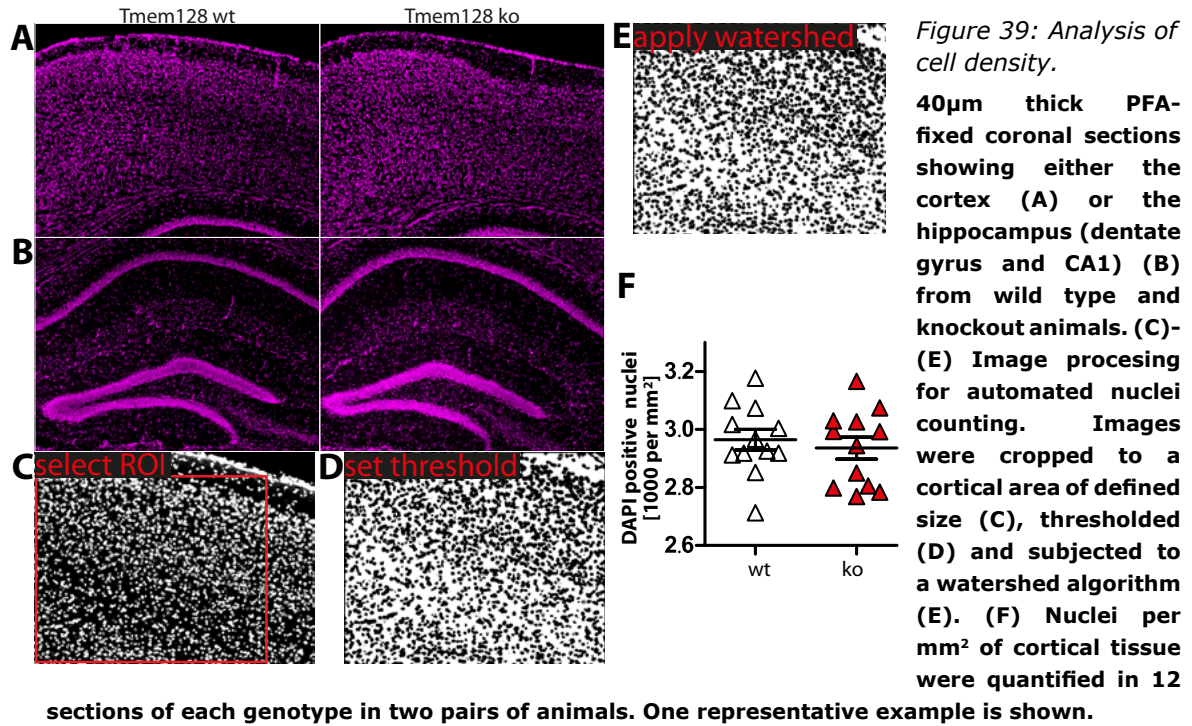 Tmem128 wt
Tmem128 ko
A
B
C
select ROI
D
set threshold
E
apply watershed
F
DAPI positive nuclei
[1000 per mm²]
3.2
3.0
2.8
2.6
wt
ko
Figure 39: Analysis of
cell density.
40µm thick PFA-
fixed coronal sections
showing either the
cortex (A) or the
hippocampus (dentate
gyrus and CA1) (B)
from wild type and
knockout animals. (C)-
(E) Image procesing
for automated nuclei
counting. Images
were cropped to a
cortical area of defined
size (C), thresholded
(D) and subjected to
a watershed algorithm
(E). (F) Nuclei per
mm² of cortical tissue
were quantified in 12
sections of each genotype in two pairs of animals. One representative example is shown.